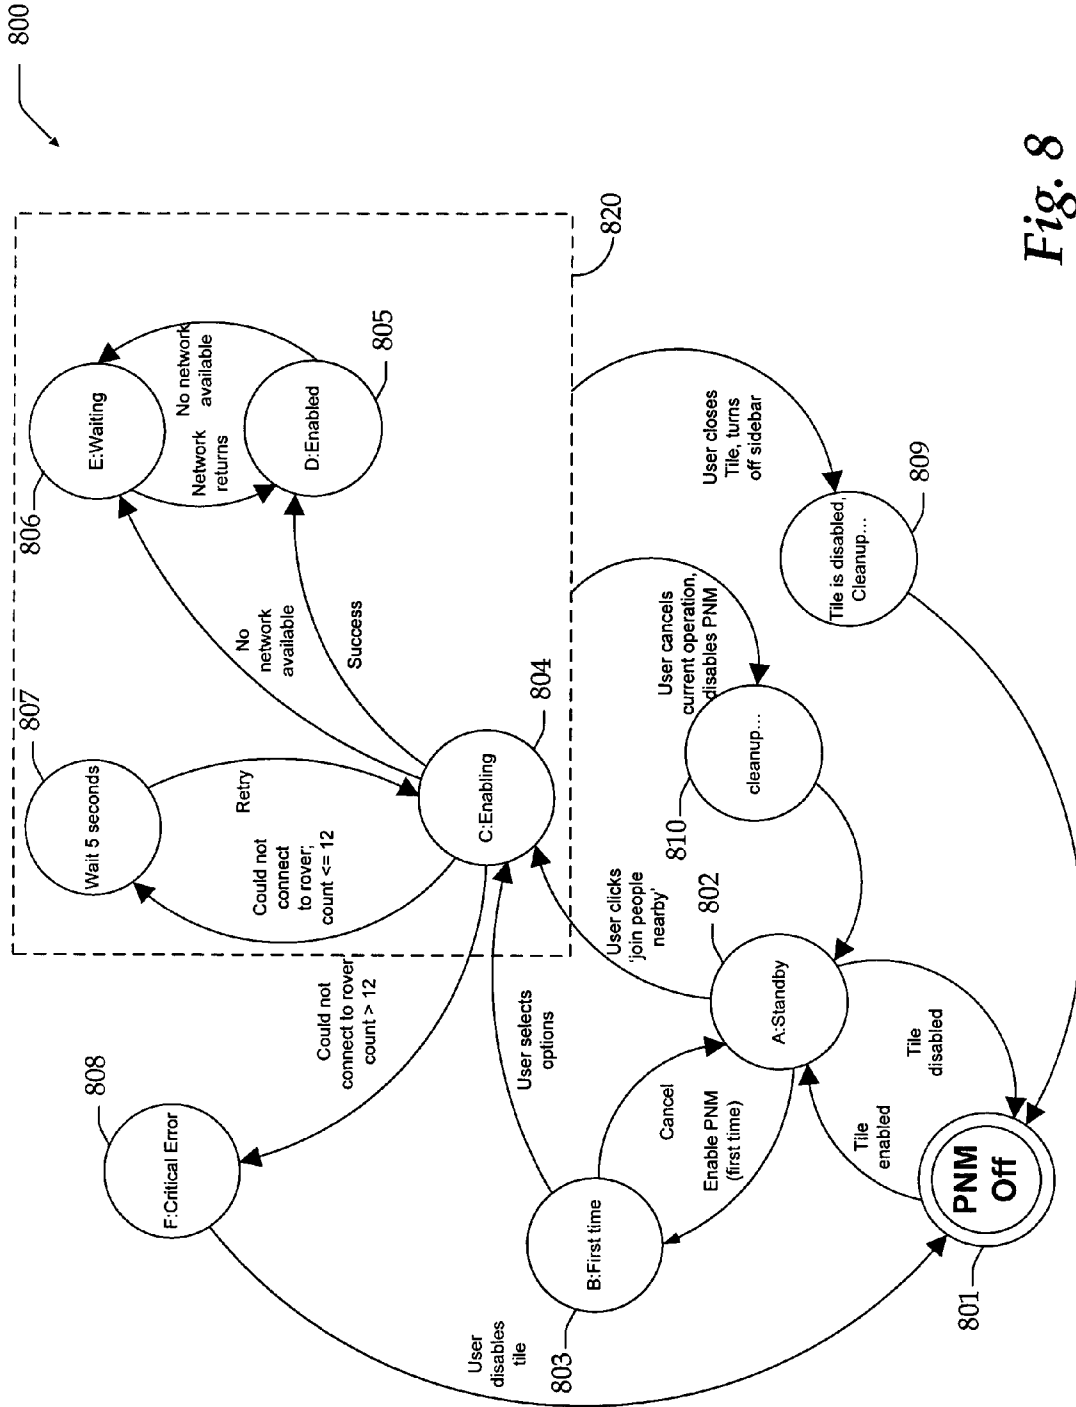 800
E:Waiting
806
No network
available
Network
returns
D:Enabled
805
820
807
Wait 5 seconds
Retry
Could not
connect
to rover;
count <= 12
No
network
available
Success
C:Enabling
804
808
F:Critical Error
Could not
connect to rover
count > 12
User selects
options
User clicks
'join people
nearby'
User cancels
current operation,
disables PNM
User closes
Tile, turns
off sidebar
810
cleanup...
Tile is disabled,
Cleanup...
809
802
A:Standby
Cancel
Enable PNM
(first time)
B:First time
803
User
disables
tile
Tile
enabled
Tile
disabled
PNM
Off
801
Fig. 8